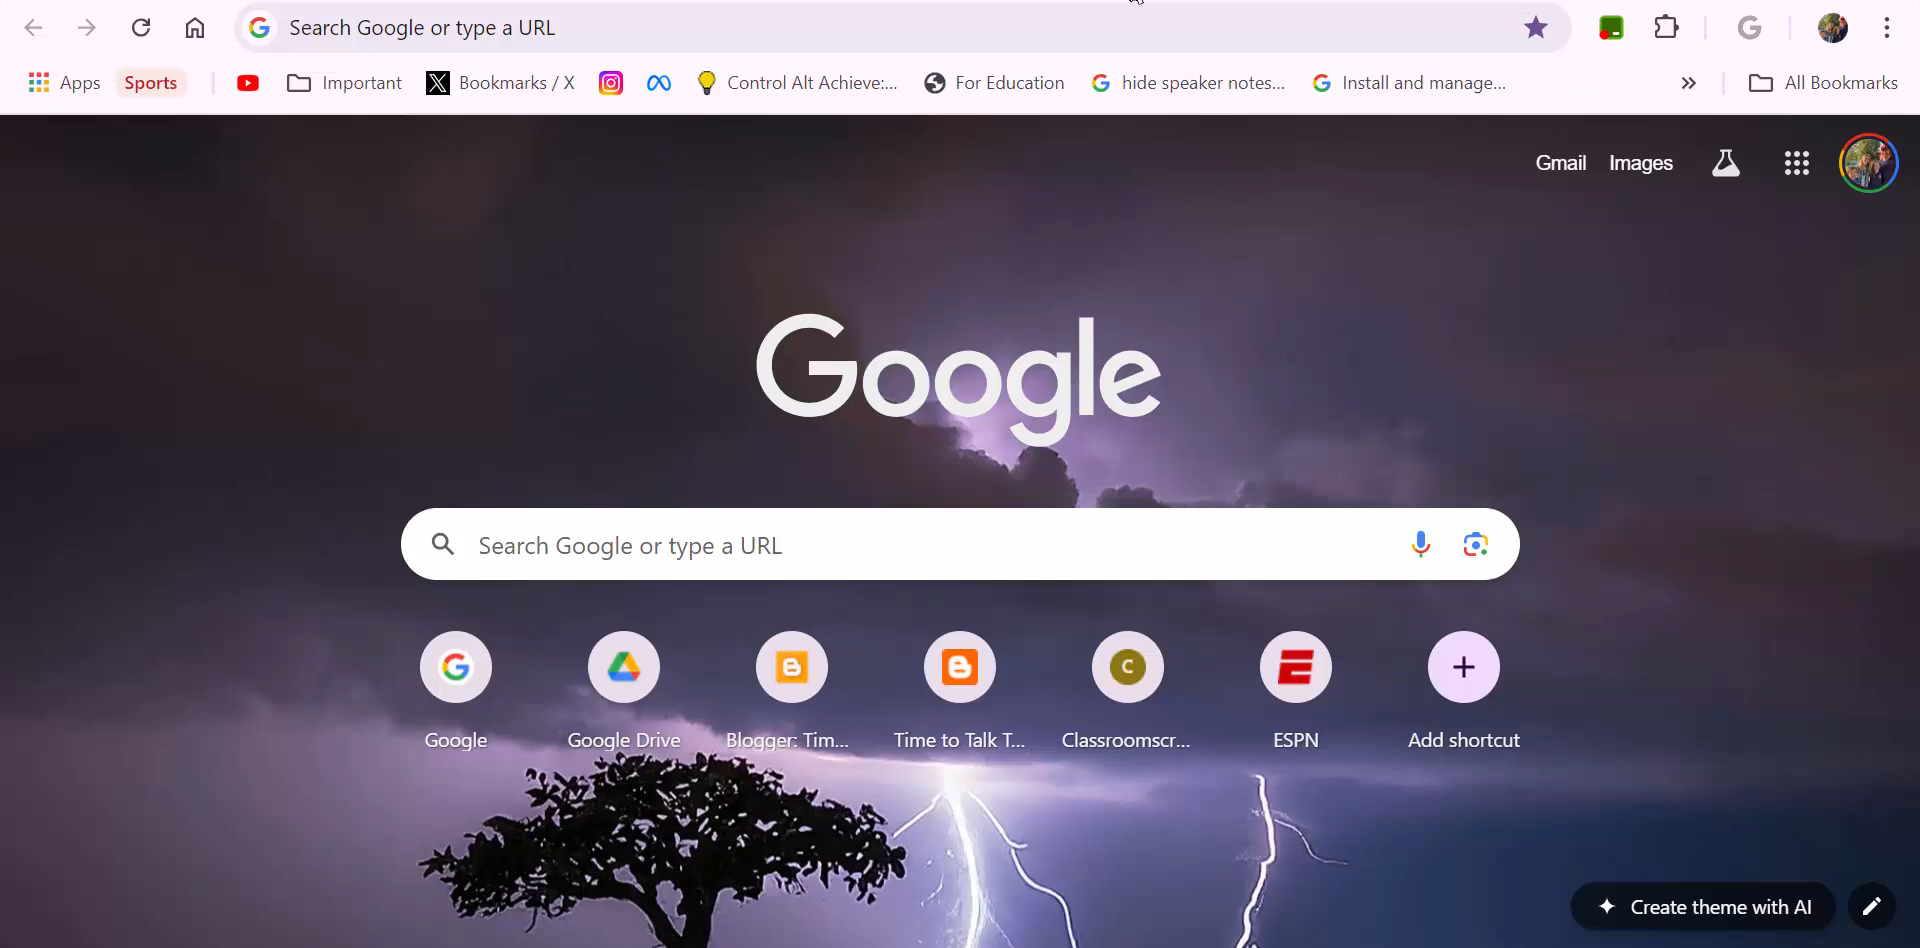 Search Google or type a URL
Apps Sports Important Bookmarks / X Control Alt Achieve:... For Education hide speaker notes... Install and manage... All Bookmarks
Gmail Images
Google
Search Google or type a URL
Google Google Drive Blogger: Tim... Time to Talk T... Classroomscr... ESPN Add shortcut
Create theme with AI